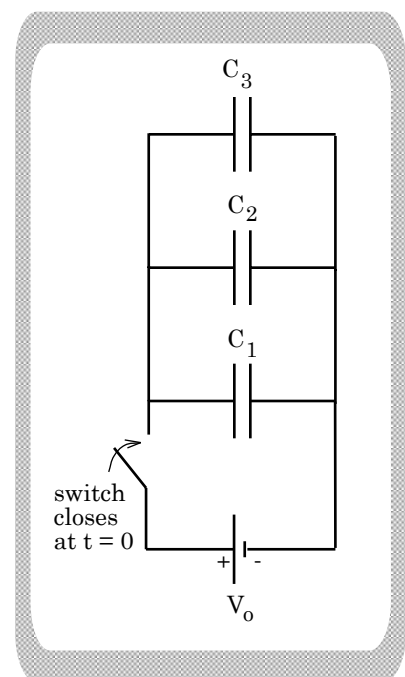 C3
C2
C1
switch
closes
at t = 0
+ -
Vo